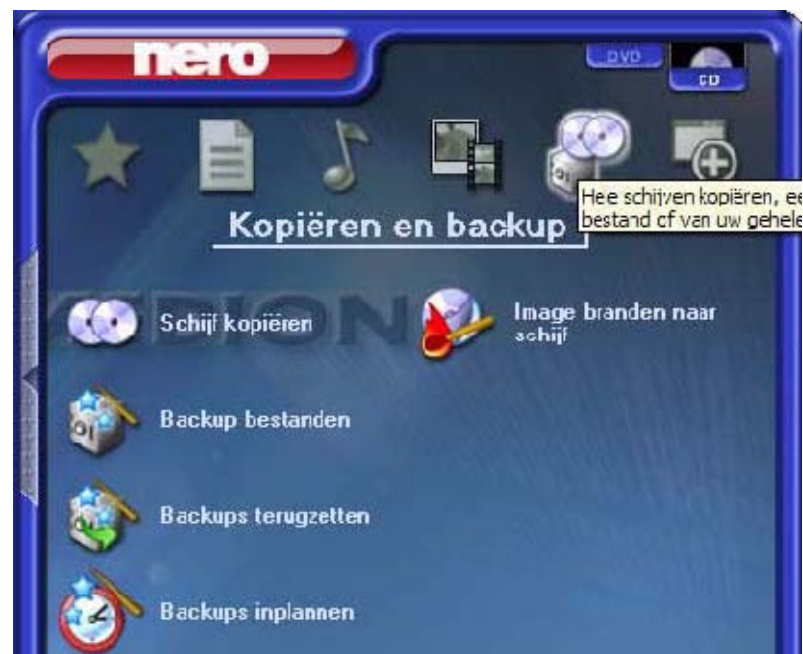 nero
DVD
CD
Hee schijven kopiëren, ee
bestand of van uw gehele
Kopiëren en backup
MEDION
Schijf kopiëren
Image branden naar
schijf
Backup bestanden
Backups terugzetten
Backups inplannen